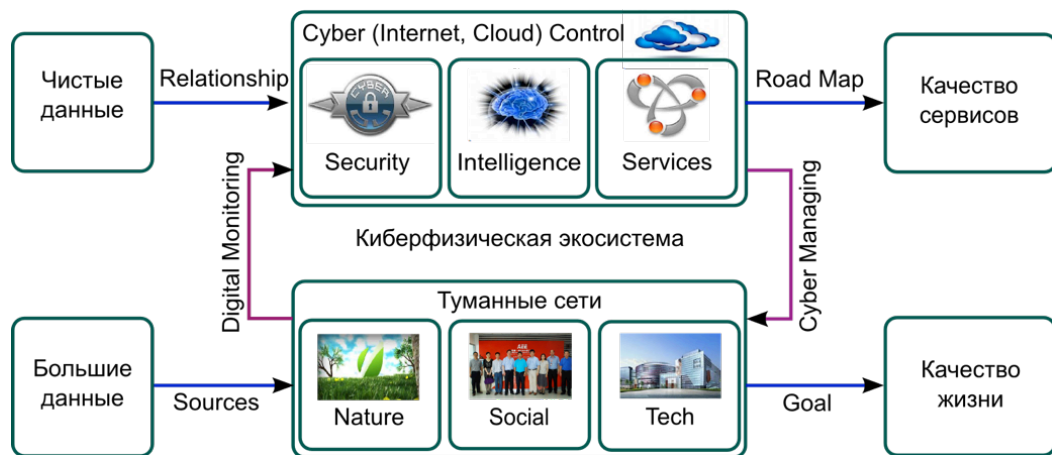 Cyber (Internet, Cloud) Control
Чистые
данные
Relationship
CYBER
Security
Intelligence
Services
Road Map
Качество
сервисов
Digital Monitoring
Киберфизическая экосистема
Cyber Managing
Туманные сети
Большие
данные
Sources
Nature
Social
Tech
Goal
Качество
жизни